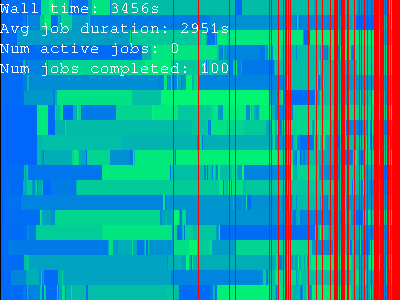 Wall time: 3456s
Avg job duration: 2951s
Num active jobs: 0
Num jobs completed: 100